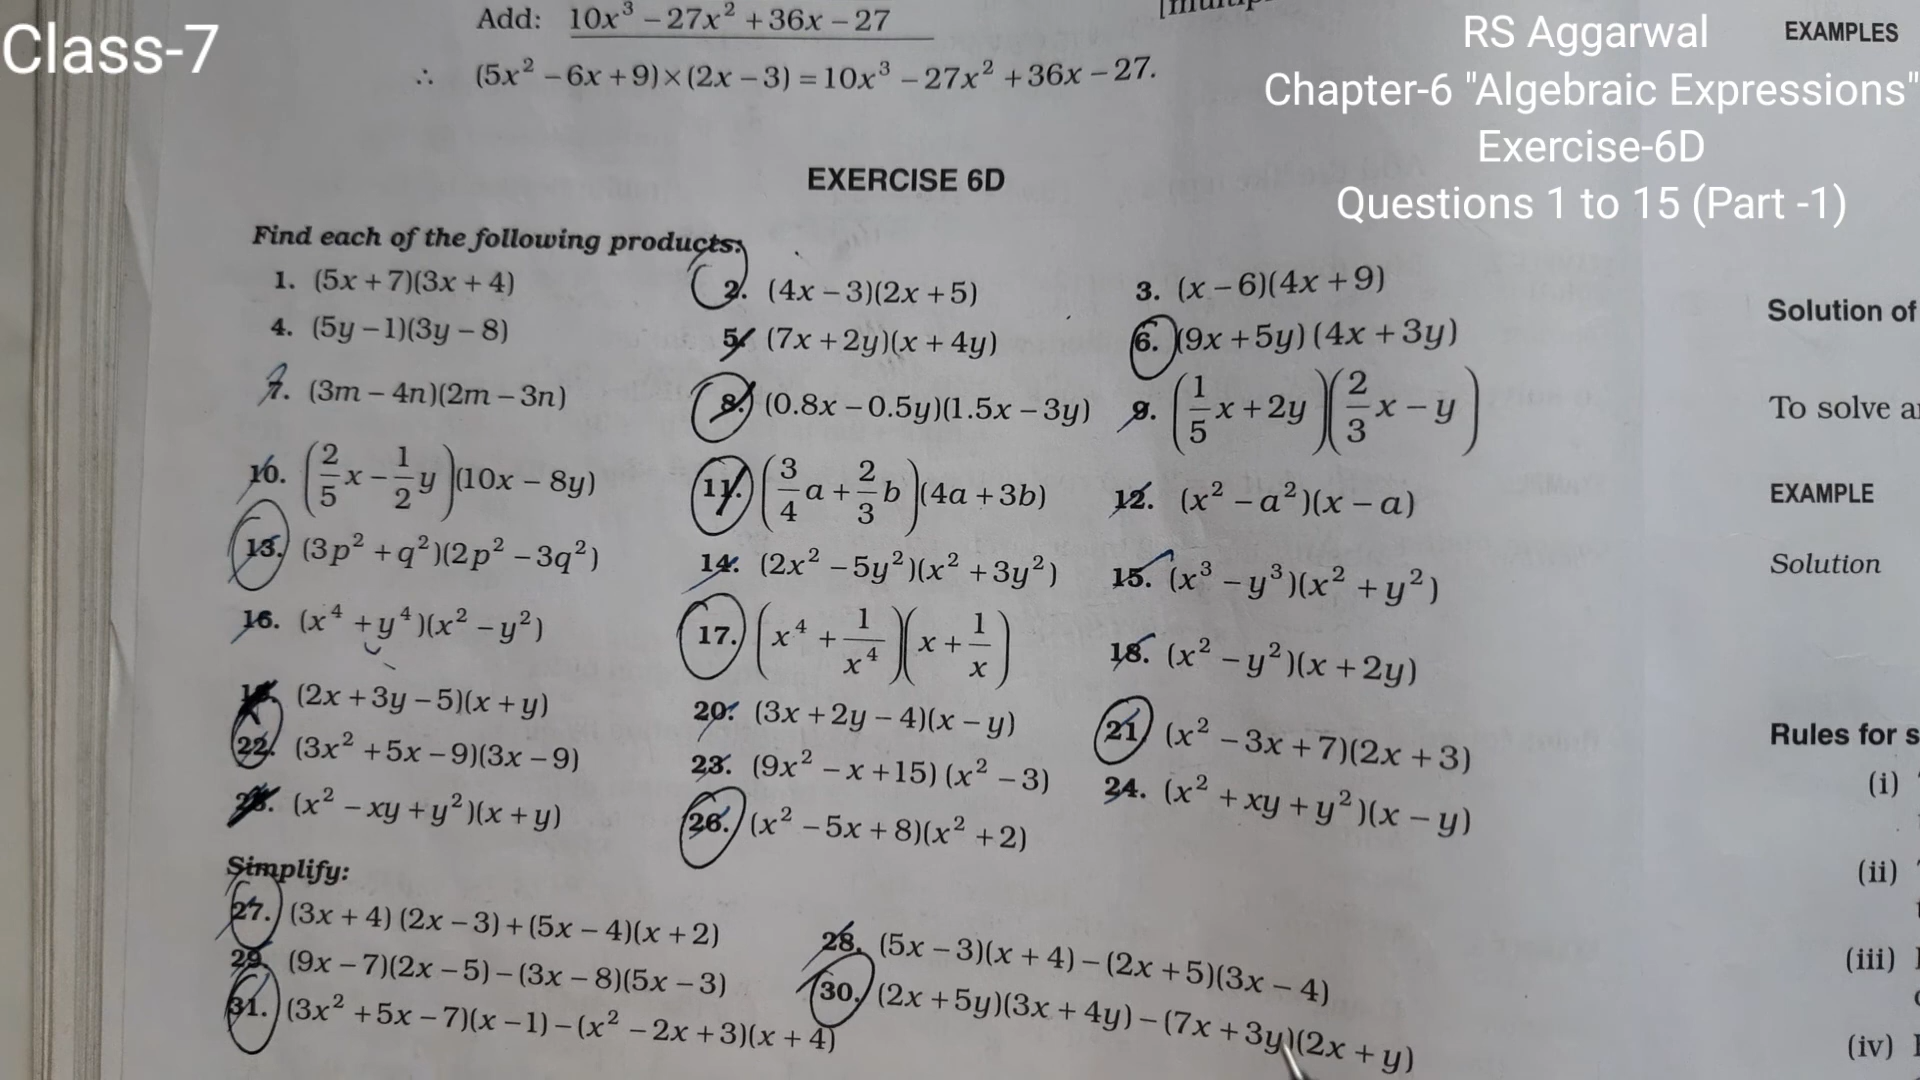 Class-7
Add: 10x³ − 27x² + 36x − 27
∴ (5x² − 6x + 9) × (2x − 3) = 10x³ − 27x² + 36x − 27.
RS Aggarwal
Chapter-6 "Algebraic Expressions"
Exercise-6D
Questions 1 to 15 (Part -1)
EXERCISE 6D
Find each of the following products:
1. (5x + 7)(3x + 4) 2. (4x − 3)(2x + 5) 3. (x − 6)(4x + 9)
4. (5y − 1)(3y − 8) 5. (7x + 2y)(x + 4y) 6. (9x + 5y) (4x + 3y)
7. (3m − 4n)(2m − 3n) 8. (0.8x − 0.5y)(1.5x − 3y) 9. (1/5 x + 2y)(2/3 x − y)
10. (2/5 x − 1/2 y)(10x − 8y) 11. (3/4 a + 2/3 b)(4a + 3b) 12. (x² − a²)(x − a)
13. (3p² + q²)(2p² − 3q²) 14. (2x² − 5y²)(x² + 3y²) 15. (x³ − y³)(x² + y²)
16. (x⁴ + y⁴)(x² − y²) 17. (x⁴ + 1/x⁴)(x + 1/x) 18. (x² − y²)(x + 2y)
(2x + 3y − 5)(x + y) 20. (3x + 2y − 4)(x − y) 21. (x² − 3x + 7)(2x + 3)
22. (3x² + 5x − 9)(3x − 9) 23. (9x² − x + 15) (x² − 3) 24. (x² + xy + y²)(x − y)
(x² − xy + y²)(x + y) 26. (x² − 5x + 8)(x² + 2)
Simplify:
27. (3x + 4) (2x − 3) + (5x − 4)(x + 2) 28. (5x − 3)(x + 4) − (2x + 5)(3x − 4)
29. (9x − 7)(2x − 5) − (3x − 8)(5x − 3) 30. (2x + 5y)(3x + 4y) − (7x + 3y)(2x + y)
31. (3x² + 5x − 7)(x − 1) − (x² − 2x + 3)(x + 4)
EXAMPLES
Solution of
To solve
EXAMPLE
Solution
Rules for
(i)
(ii)
(iii)
(iv)